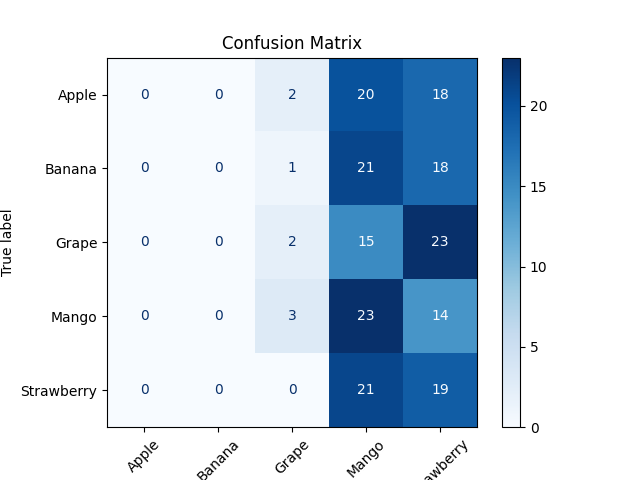 Confusion Matrix
True label
Apple 0 0 2 20 18
Banana 0 0 1 21 18
Grape 0 0 2 15 23
Mango 0 0 3 23 14
Strawberry 0 0 0 21 19
Apple Banana Grape Mango awberry
20
15
10
5
0